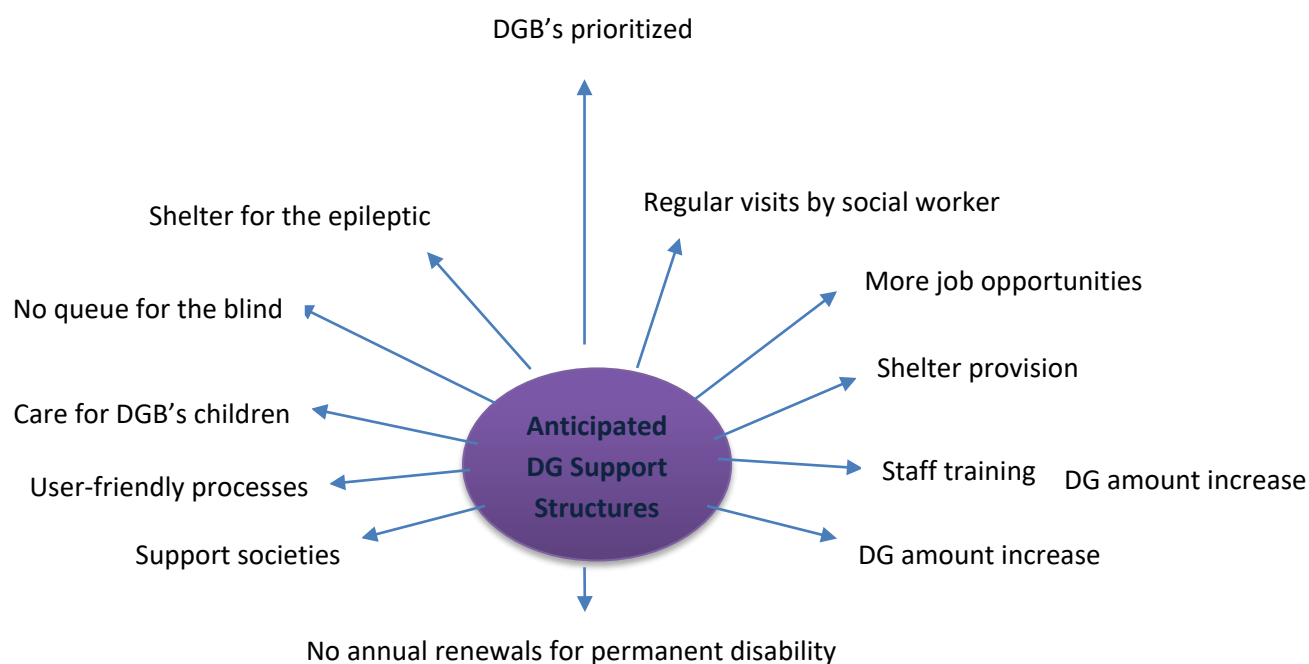 DGB’s prioritized
Shelter for the epileptic
Regular visits by social worker
More job opportunities
No queue for the blind
Shelter provision
Care for DGB’s children
Anticipated
DG Support
Structures
Staff training
DG amount increase
User-friendly processes
Support societies
DG amount increase
No annual renewals for permanent disability